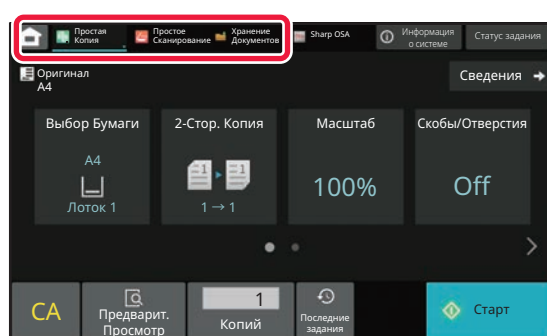 Простая
Копия
Простое
Сканирование
Хранение
Документов
Sharp OSA
Информация
о системе
Статус задания
Оригинал
A4
Сведения
Выбор Бумаги
2-Стор. Копия
Масштаб
Скобы/Отверстия
A4
Лоток 1
1
1
1 → 1
100%
Off
CA
Предварит.
Просмотр
1
Копий
Последние
задания
Старт